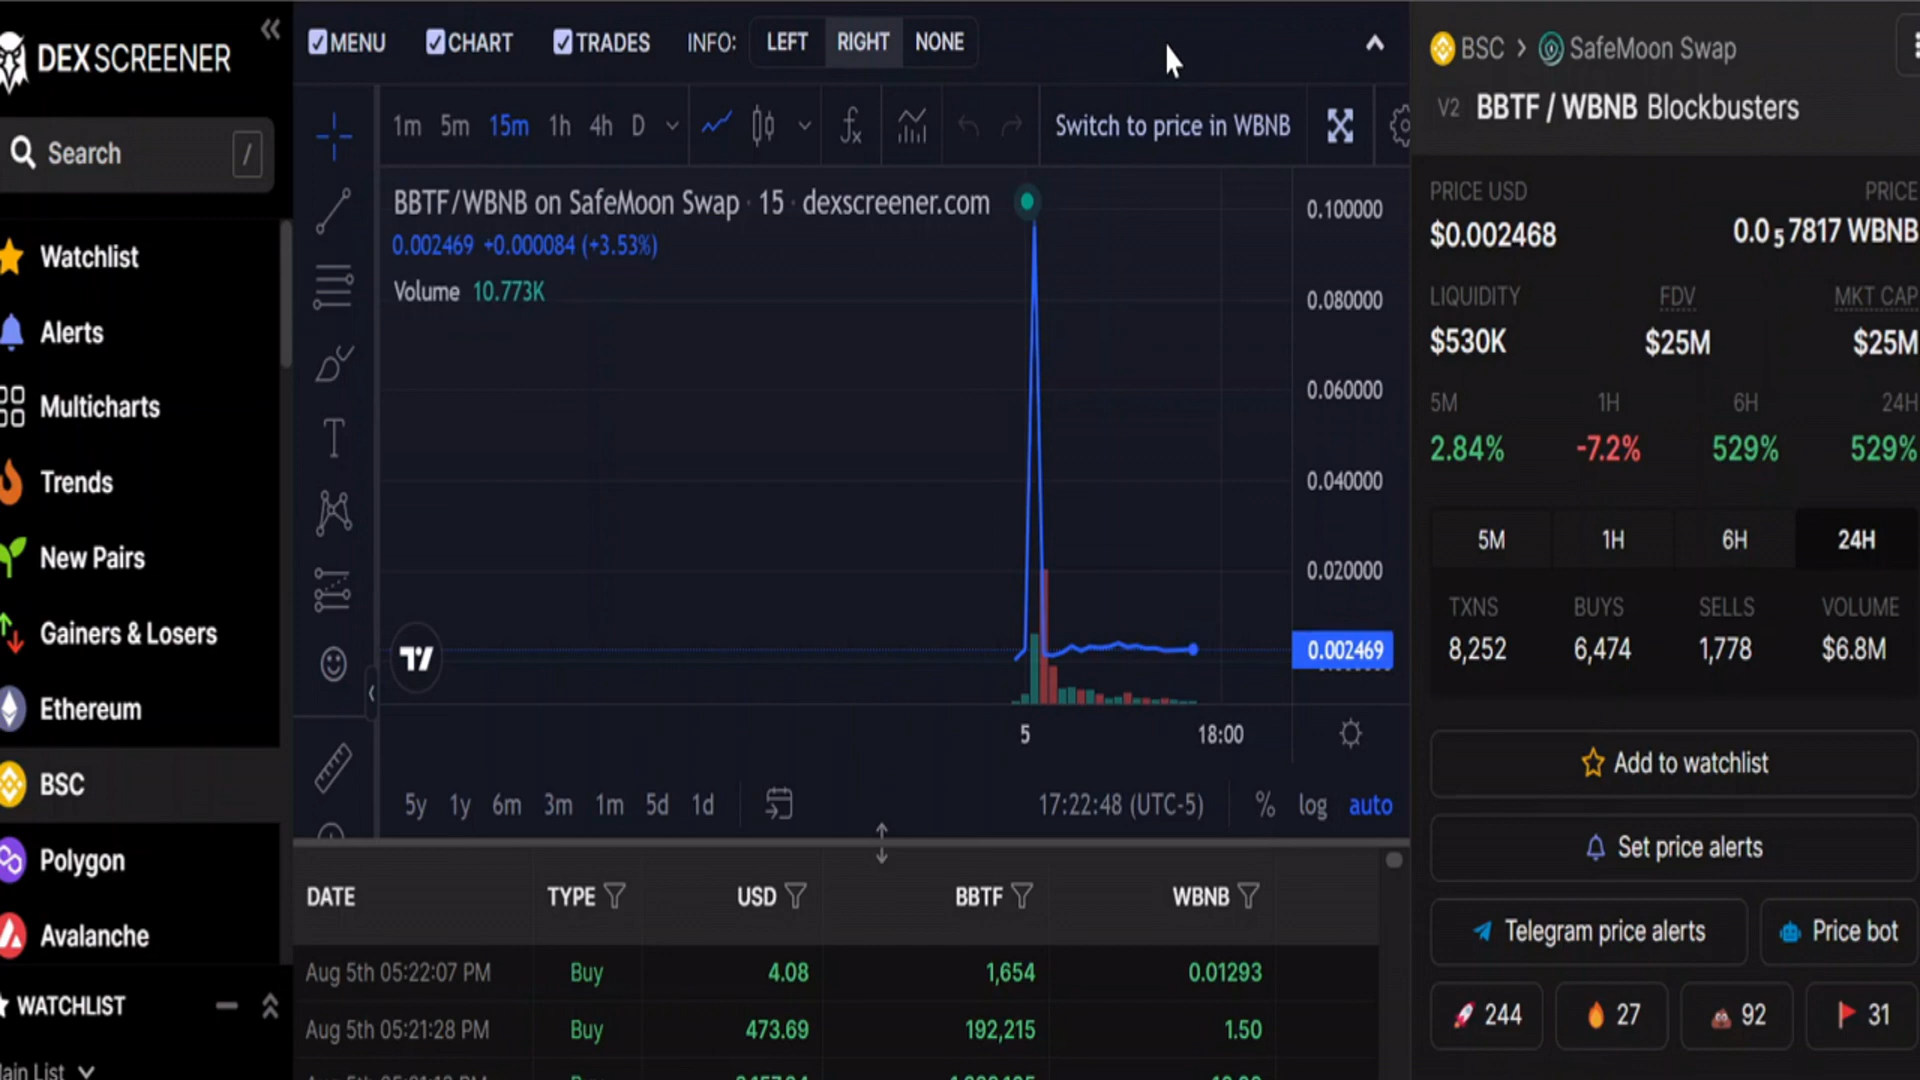 DEX SCREENER
Search /
Watchlist
Alerts
Multicharts
Trends
New Pairs
Gainers & Losers
Ethereum
BSC
Polygon
Avalanche
WATCHLIST
ain List
MENU CHART TRADES INFO: LEFT RIGHT NONE
1m 5m 15m 1h 4h D fx Switch to price in WBNB
BBTF/WBNB on SafeMoon Swap · 15 · dexscreener.com
0.002469 +0.000084 (+3.53%)
Volume 10.773K
0.100000
0.080000
0.060000
0.040000
0.020000
0.002469
5 18:00
5y 1y 6m 3m 1m 5d 1d 17:22:48 (UTC-5) % log auto
DATE TYPE USD BBTF WBNB
Aug 5th 05:22:07 PM Buy 4.08 1,654 0.01293
Aug 5th 05:21:28 PM Buy 473.69 192,215 1.50
BSC > SafeMoon Swap
V2 BBTF / WBNB Blockbusters
PRICE USD PRICE
$0.002468 0.0₅7817 WBNB
LIQUIDITY FDV MKT CAP
$530K $25M $25M
5M 1H 6H 24H
2.84% -7.2% 529% 529%
5M 1H 6H 24H
TXNS BUYS SELLS VOLUME
8,252 6,474 1,778 $6.8M
Add to watchlist
Set price alerts
Telegram price alerts Price bot
244 27 92 31